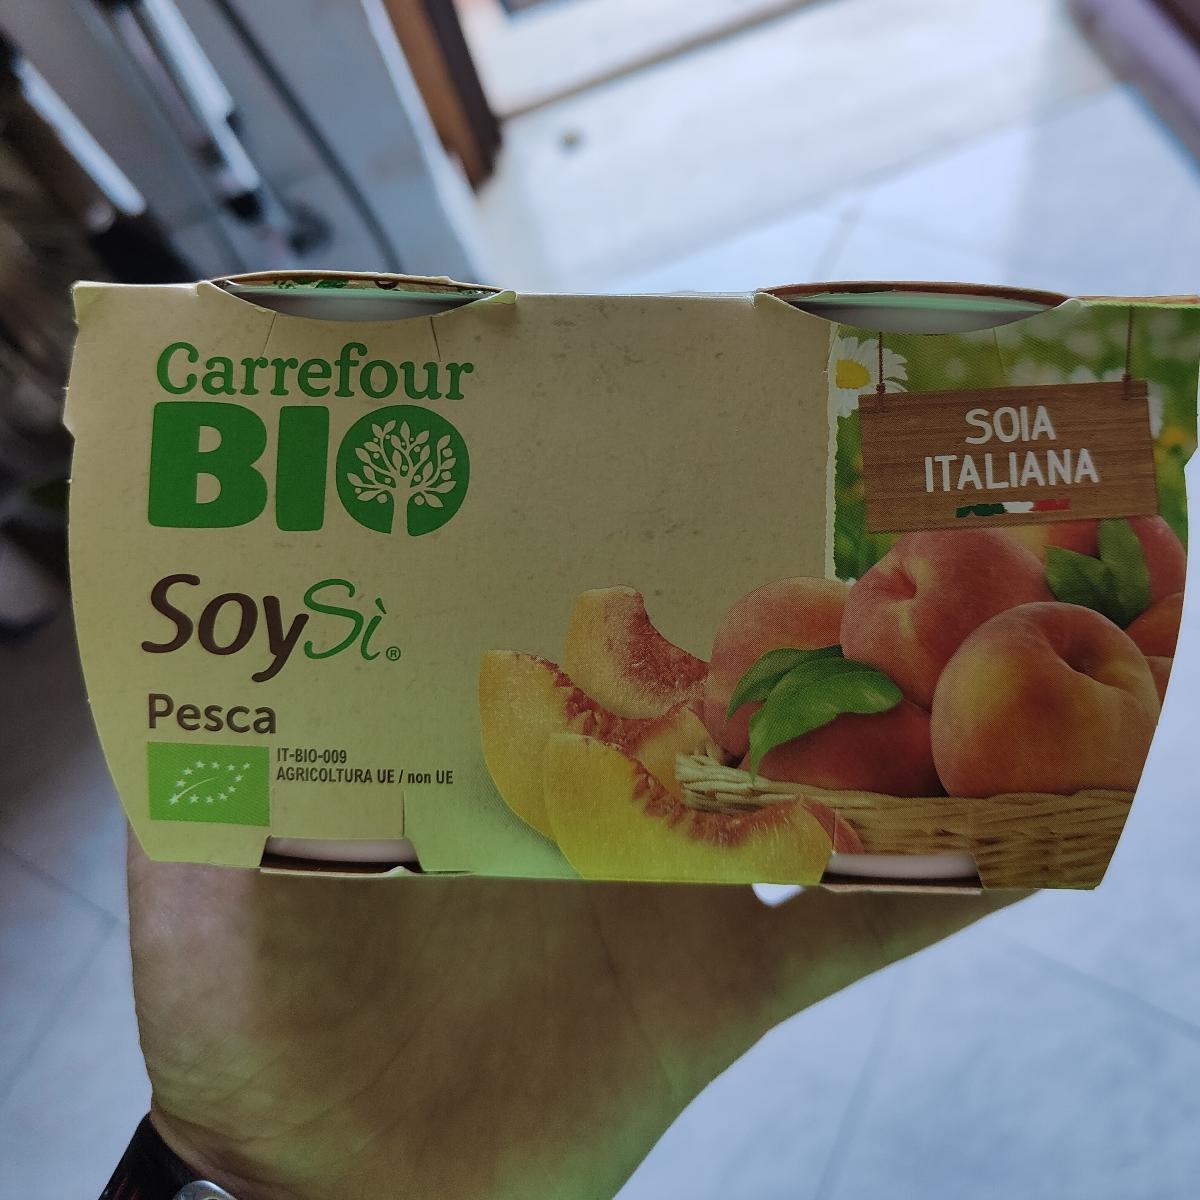 Carrefour
BIO
SoySì®
Pesca
IT-BIO-009
AGRICOLTURA UE / non UE
SOIA
ITALIANA